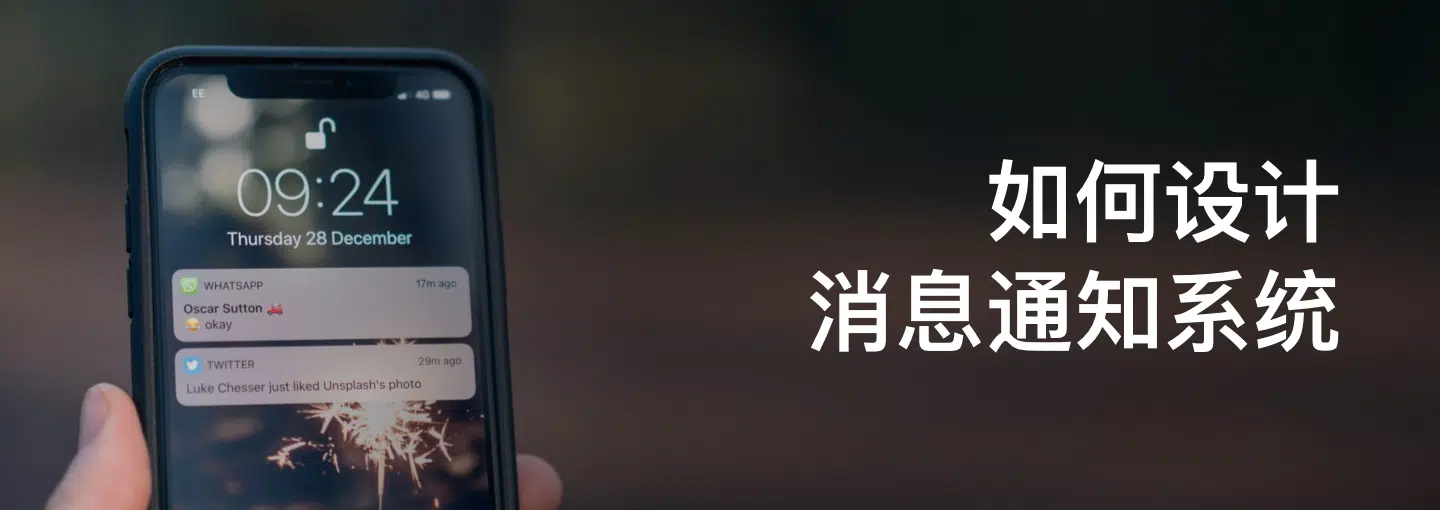 EE
4G
09:24
Thursday 28 December
WHATSAPP
17m ago
Oscar Sutton 🚗
😂 okay
TWITTER
29m ago
Luke Chesser just liked Unsplash's photo
如何设计
消息通知系统